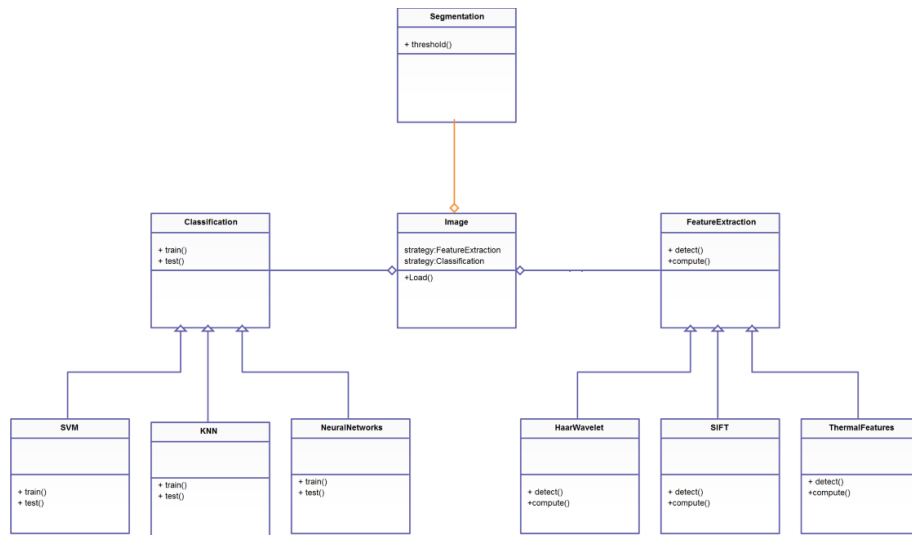 Segmentation
+ threshold()
Classification
+ train()
+ test()
Image
strategy:FeatureExtraction
strategy:Classification
+Load()
FeatureExtraction
+ detect()
+compute()
SVM
+ train()
+ test()
KNN
+ train()
+ test()
NeuralNetworks
+ train()
+ test()
HaarWavelet
+ detect()
+compute()
SIFT
+ detect()
+compute()
ThermalFeatures
+ detect()
+compute()